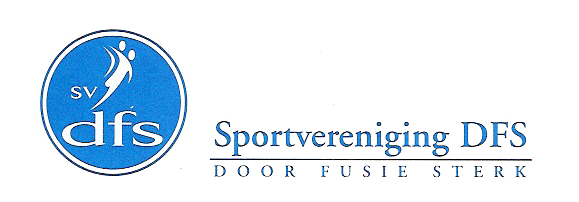 sv
dfs
Sportvereniging DFS
DOOR FUSIE STERK